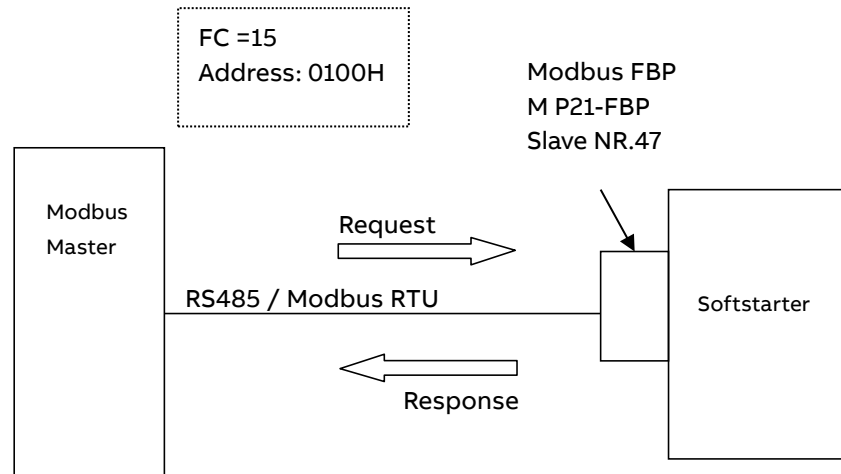 FC =15
Address: 0100H
Modbus FBP
M P21-FBP
Slave NR.47
Modbus
Master
Request
RS485 / Modbus RTU
Softstarter
Response